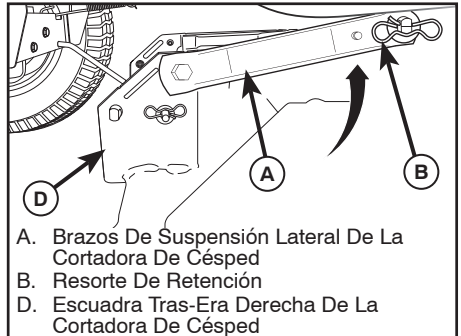 A
B
D
A. Brazos De Suspensión Lateral De La
Cortadora De Césped
B. Resorte De Retención
D. Escuadra Tras-Era Derecha De La
Cortadora De Césped